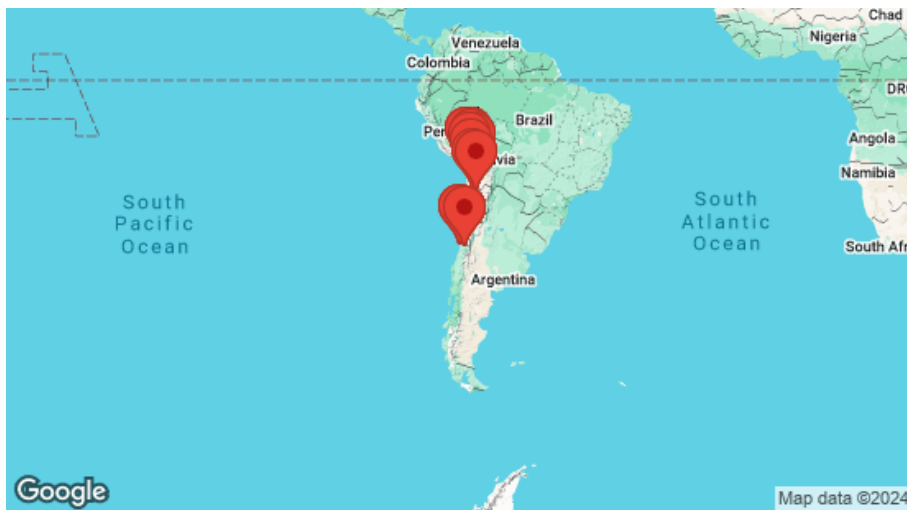 Chad
Venezuela
Nigeria
Colombia
DR
Brazil
Per
Angola
via
Namibia
South
Pacific
Ocean
South
Atlantic
Ocean
South Afr
Argentina
Google
Map data ©2024